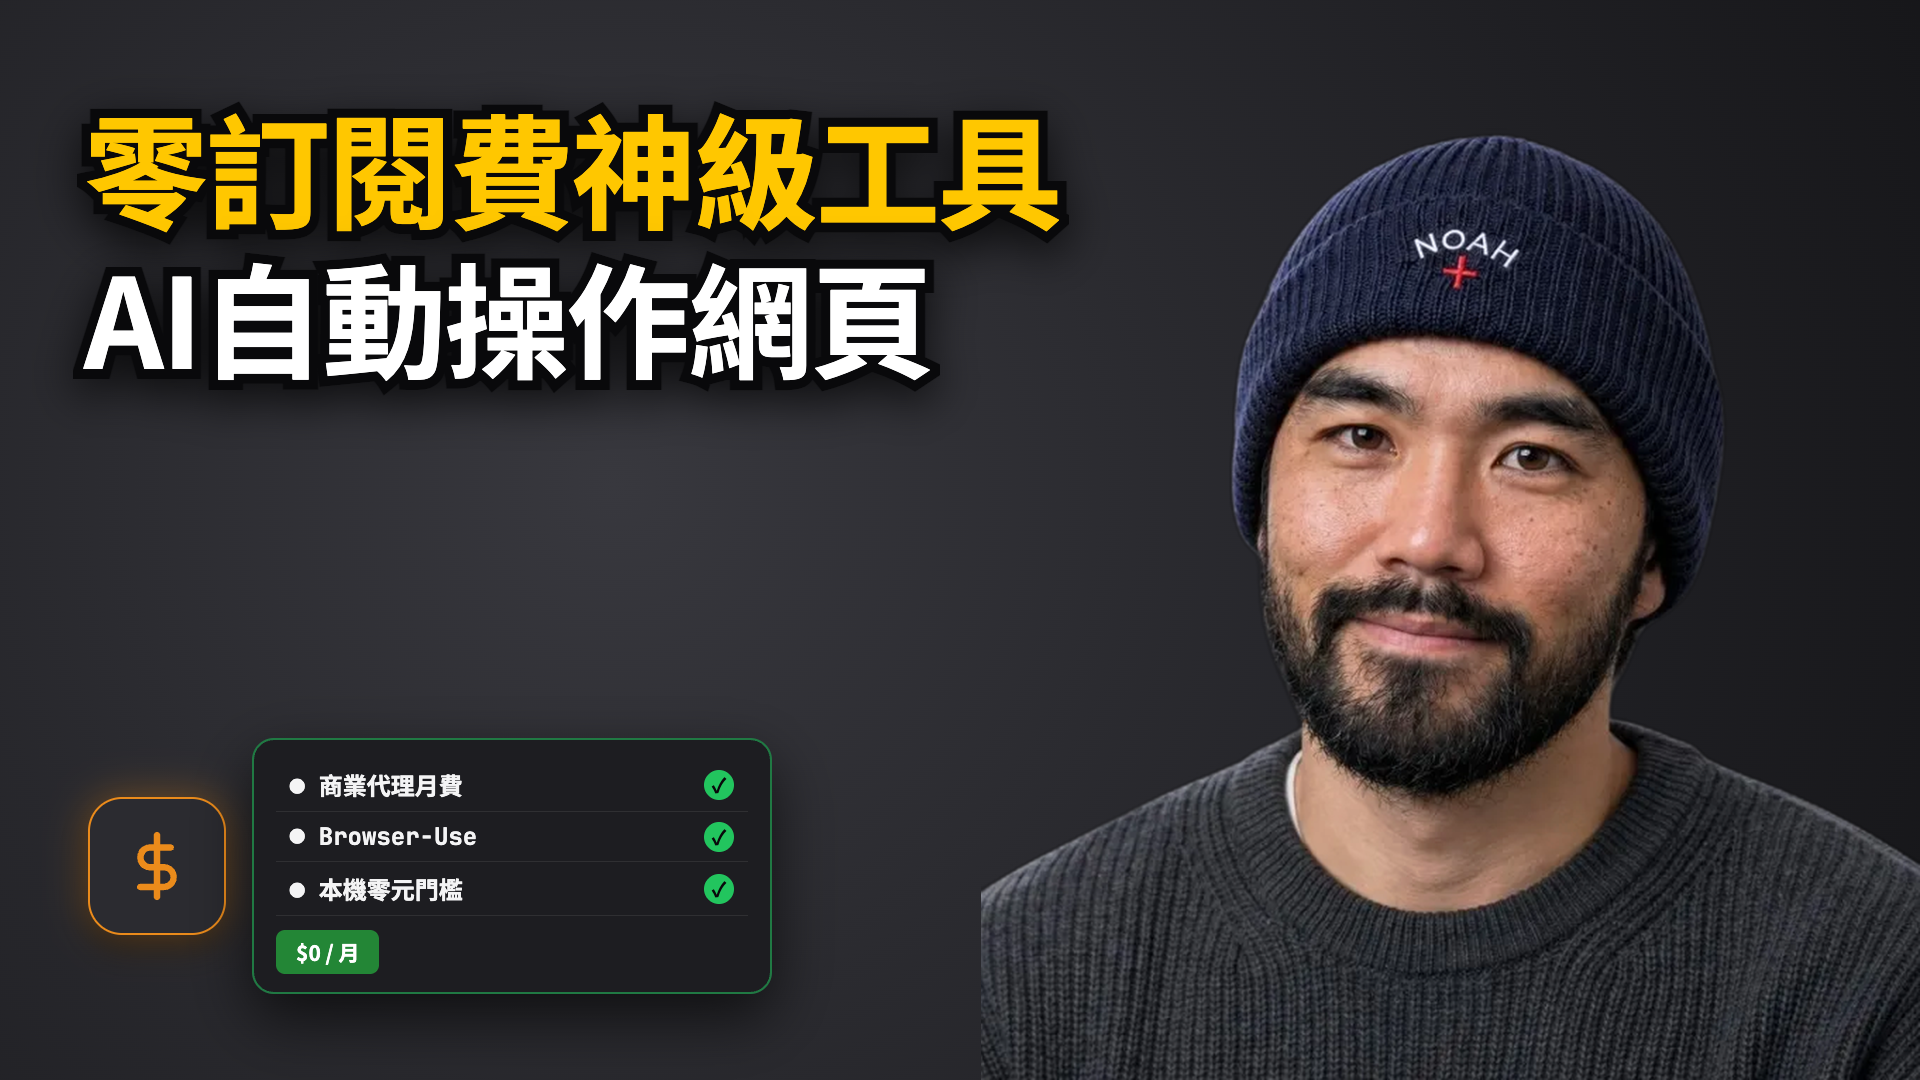 零訂閱費神級工具
AI自動操作網頁
NOAH
商業代理月費
Browser-Use
本機零元門檻
$0 / 月